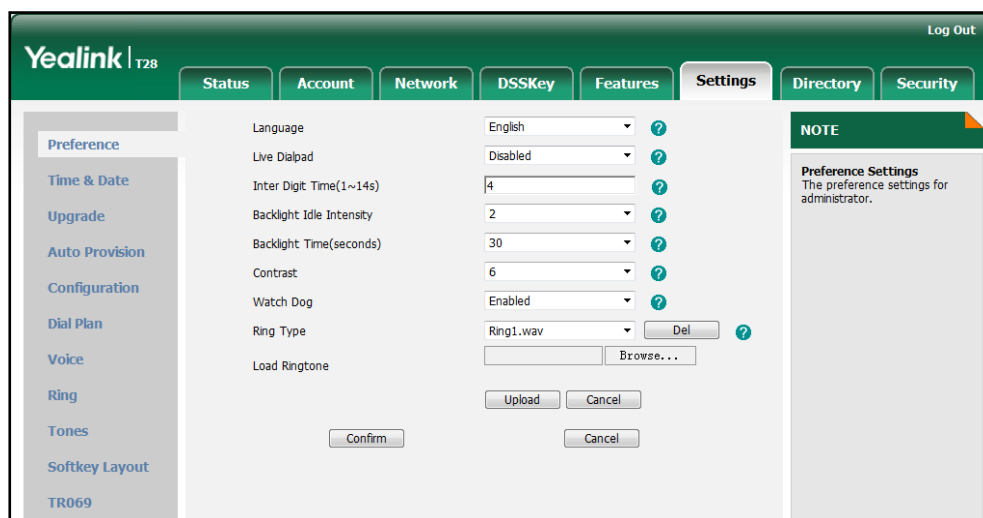 Log Out
Yealink T28
Status Account Network DSSKey Features Settings Directory Security
Preference
Time & Date
Upgrade
Auto Provision
Configuration
Dial Plan
Voice
Ring
Tones
Softkey Layout
TR069
Language English ?
Live Dialpad Disabled ?
Inter Digit Time(1~14s) 4 ?
Backlight Idle Intensity 2 ?
Backlight Time(seconds) 30 ?
Contrast 6 ?
Watch Dog Enabled ?
Ring Type Ring1.wav Del ?
Load Ringtone Browse...
Upload Cancel
Confirm Cancel
NOTE
Preference Settings
The preference settings for
administrator.